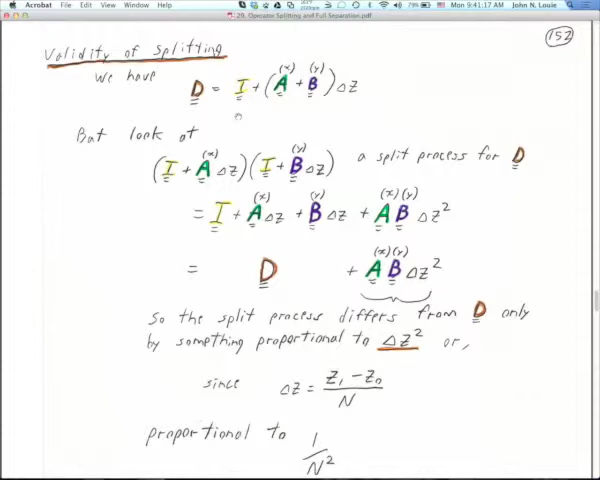 Acrobat File Edit View Window Help 79% Mon 9:41:17 AM John N. Louie
29. Operator Splitting and Full Separation.pdf
152
Validity of splitting
We have
D = I + (A^(x) + B^(y)) Δz
But look at
(I + A^(x) Δz)(I + B^(y) Δz) a split process for D
= I + A^(x) Δz + B^(y) Δz + A^(x) B^(y) Δz²
= D + A^(x) B^(y) Δz²
So the split process differs from D only
by something proportional to Δz² or,
since Δz = (z₁ - z₀) / N
proportional to 1 / N²